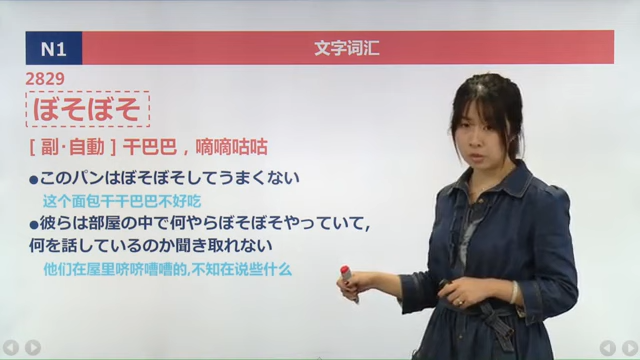 N1
文字词汇
2829
ぼそぼそ
[ 副·自動 ] 干巴巴，嘀嘀咕咕
●このパンはぼそぼそしてうまくない
这个面包干干巴巴不好吃
●彼らは部屋の中で何やらぼそぼそやっていて,
何を話しているのか聞き取れない
他们在屋里哜哜嘈嘈的,不知在说些什么